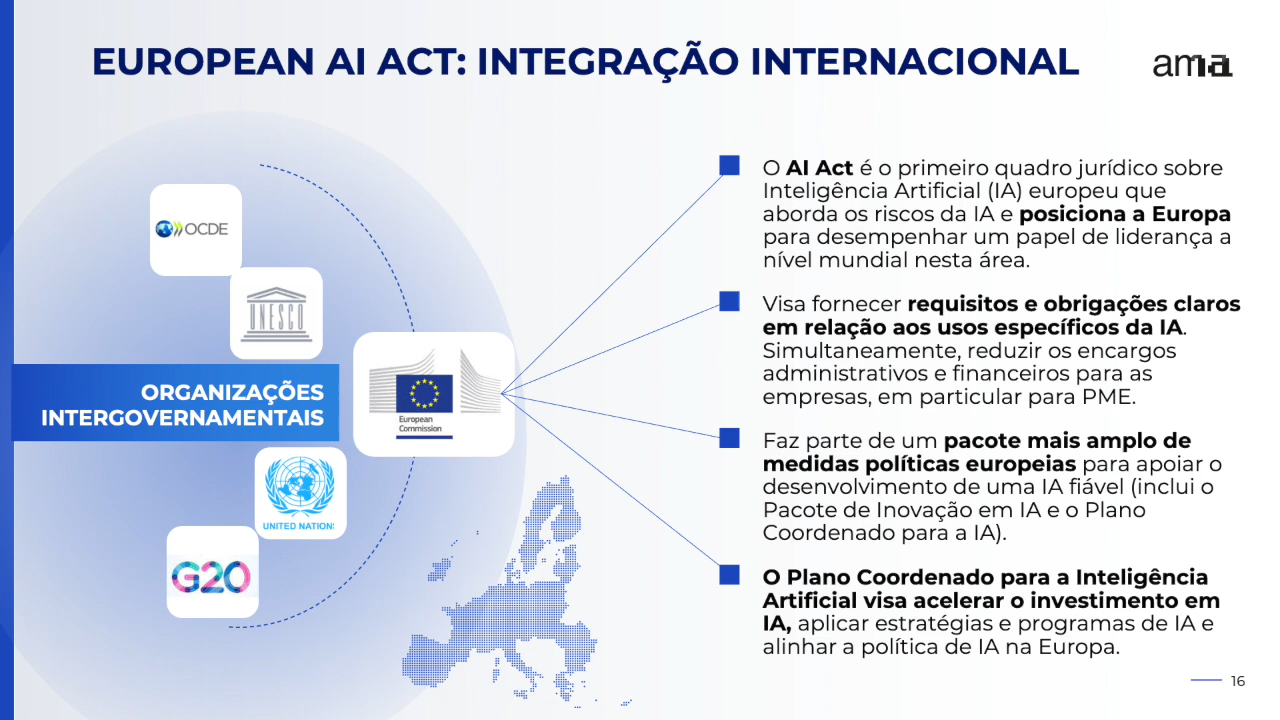 EUROPEAN AI ACT: INTEGRAÇÃO INTERNACIONAL
ama
OCDE
UNESCO
ORGANIZAÇÕES
INTERGOVERNAMENTAIS
European
Commission
UNITED NATIONS
G20
O AI Act é o primeiro quadro jurídico sobre
Inteligência Artificial (IA) europeu que
aborda os riscos da IA e posiciona a Europa
para desempenhar um papel de liderança a
nível mundial nesta área.
Visa fornecer requisitos e obrigações claros
em relação aos usos específicos da IA.
Simultaneamente, reduzir os encargos
administrativos e financeiros para as
empresas, em particular para PME.
Faz parte de um pacote mais amplo de
medidas políticas europeias para apoiar o
desenvolvimento de uma IA fiável (inclui o
Pacote de Inovação em IA e o Plano
Coordenado para a IA).
O Plano Coordenado para a Inteligência
Artificial visa acelerar o investimento em
IA, aplicar estratégias e programas de IA e
alinhar a política de IA na Europa.
16